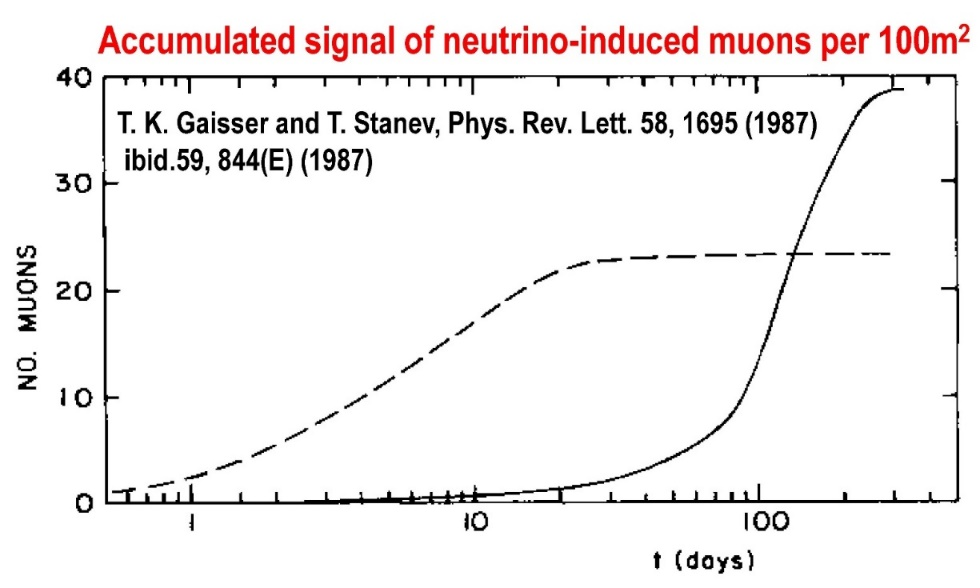 Accumulated signal of neutrino-induced muons per 100m²
40
T. K. Gaisser and T. Stanev, Phys. Rev. Lett. 58, 1695 (1987)
ibid.59, 844(E) (1987)
30
20
10
0
NO. MUONS
1
10
100
t (days)